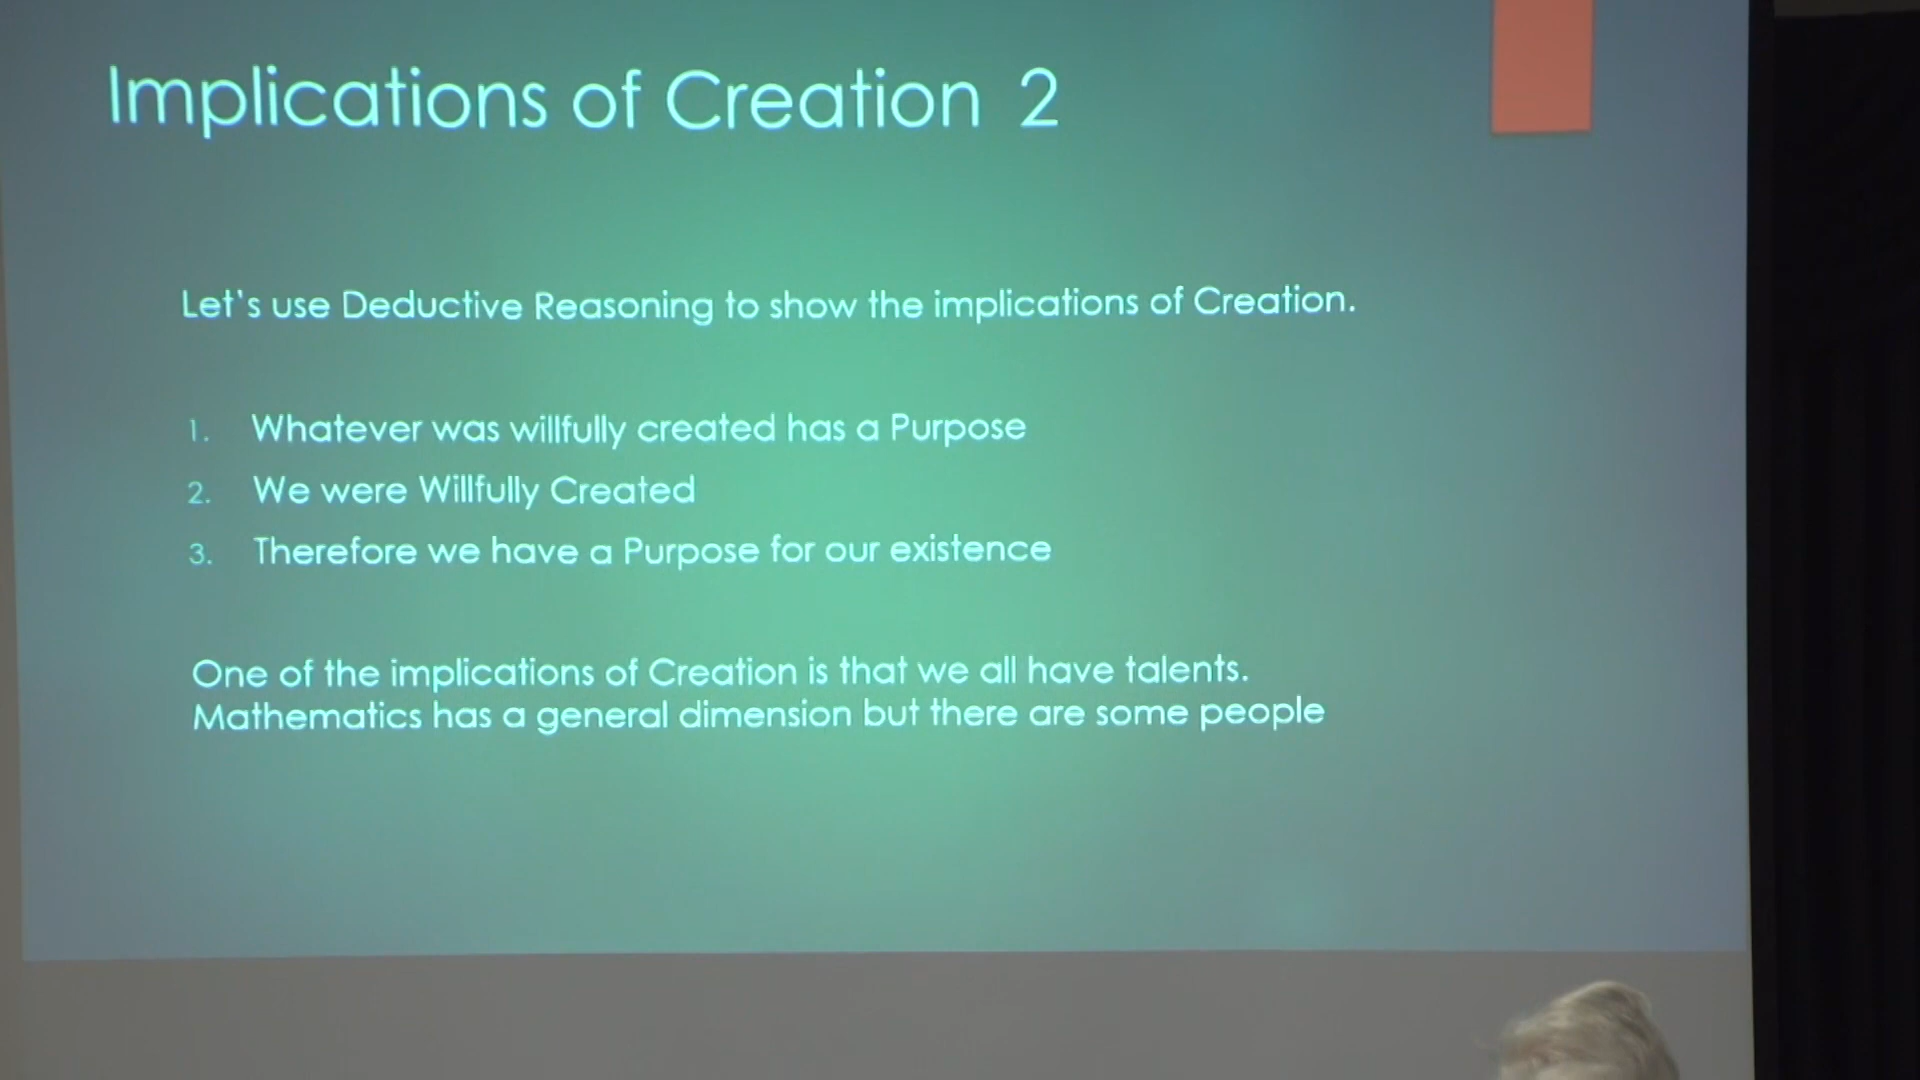 Implications of Creation 2
Let's use Deductive Reasoning to show the implications of Creation.
1. Whatever was willfully created has a Purpose
2. We were Willfully Created
3. Therefore we have a Purpose for our existence
One of the implications of Creation is that we all have talents.
Mathematics has a general dimension but there are some people